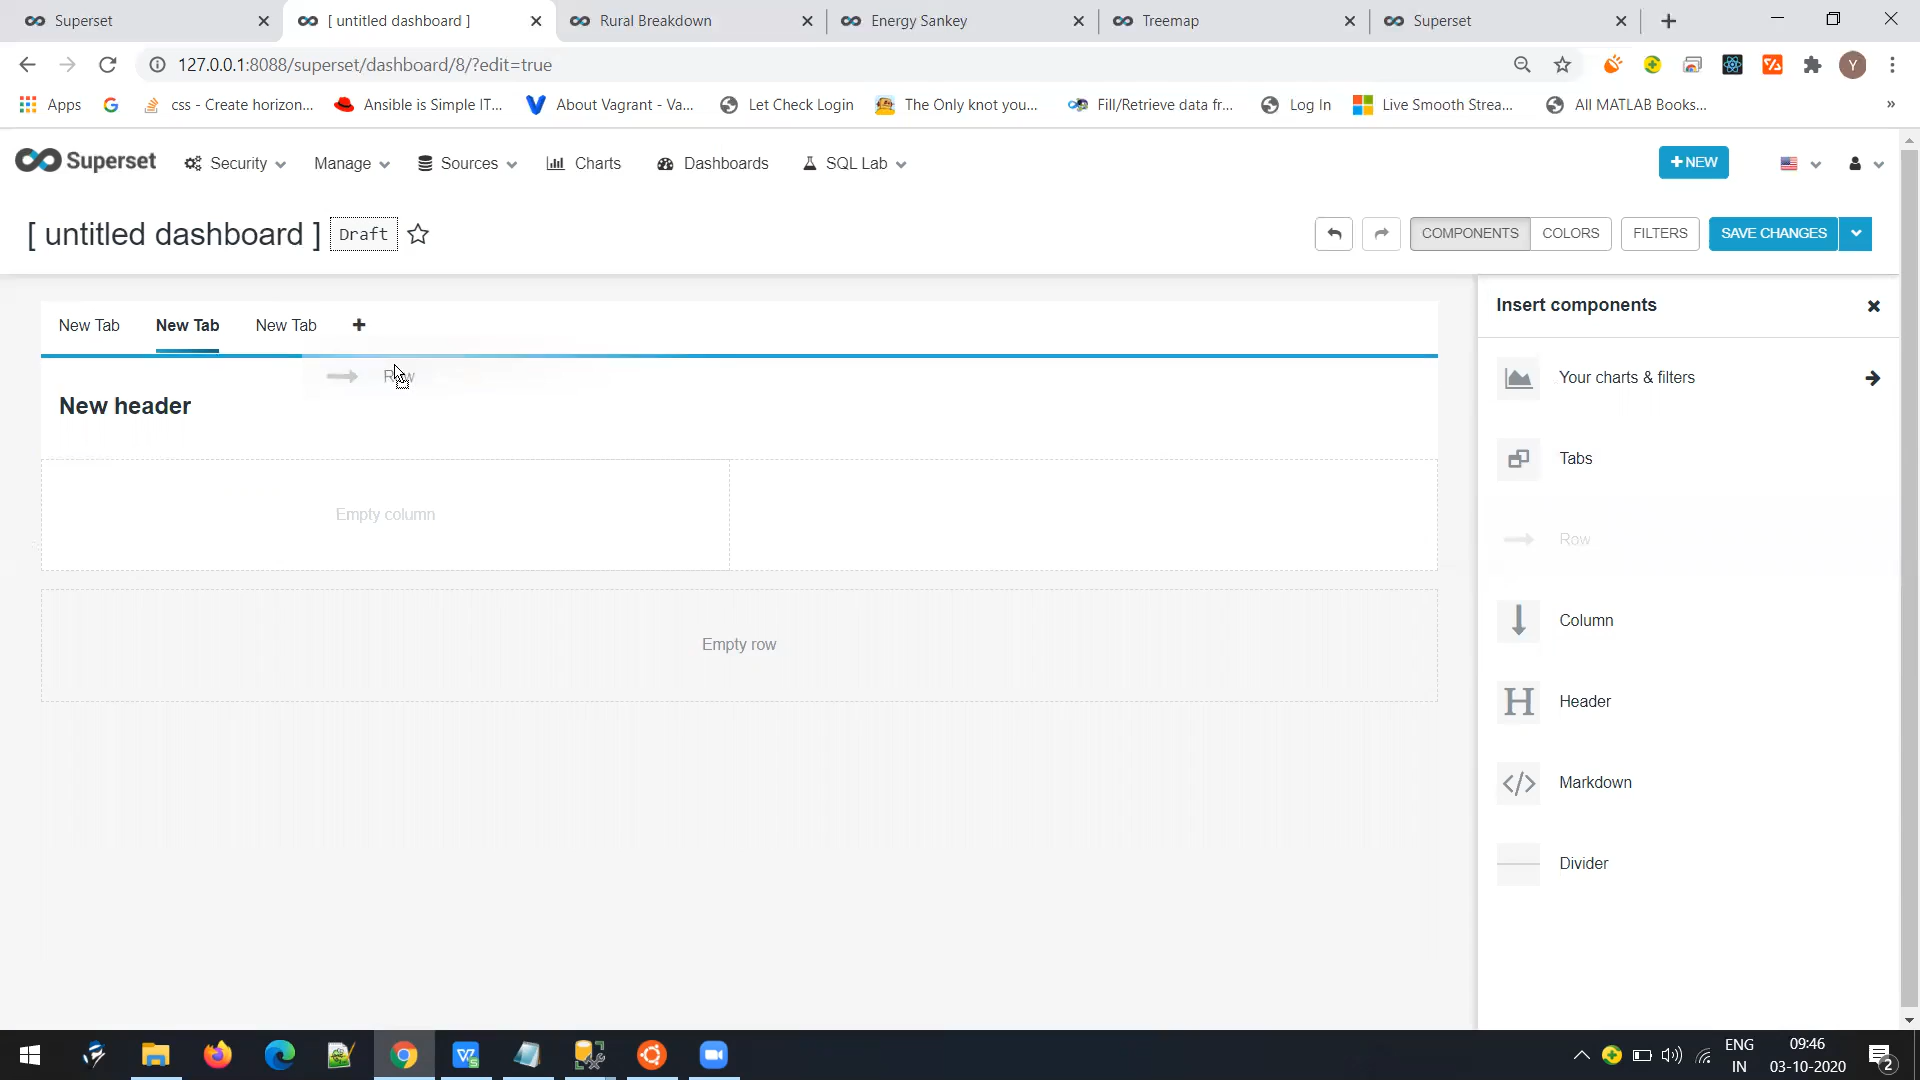 Superset
[ untitled dashboard ]
Rural Breakdown
Energy Sankey
Treemap
Superset
127.0.0.1:8088/superset/dashboard/8/?edit=true
Y
Apps
css - Create horizon...
Ansible is Simple IT...
About Vagrant - Va...
Let Check Login
The Only knot you...
Fill/Retrieve data fr...
Log In
Live Smooth Strea...
All MATLAB Books...
»
Superset
Security
Manage
Sources
Charts
Dashboards
SQL Lab
+ NEW
[ untitled dashboard ]
Draft
COMPONENTS
COLORS
FILTERS
SAVE CHANGES
New Tab
New Tab
New Tab
Row
New header
Empty column
Empty row
Insert components
Your charts & filters
Tabs
Row
Column
H Header
</> Markdown
Divider
ENG
IN
09:46
03-10-2020
2